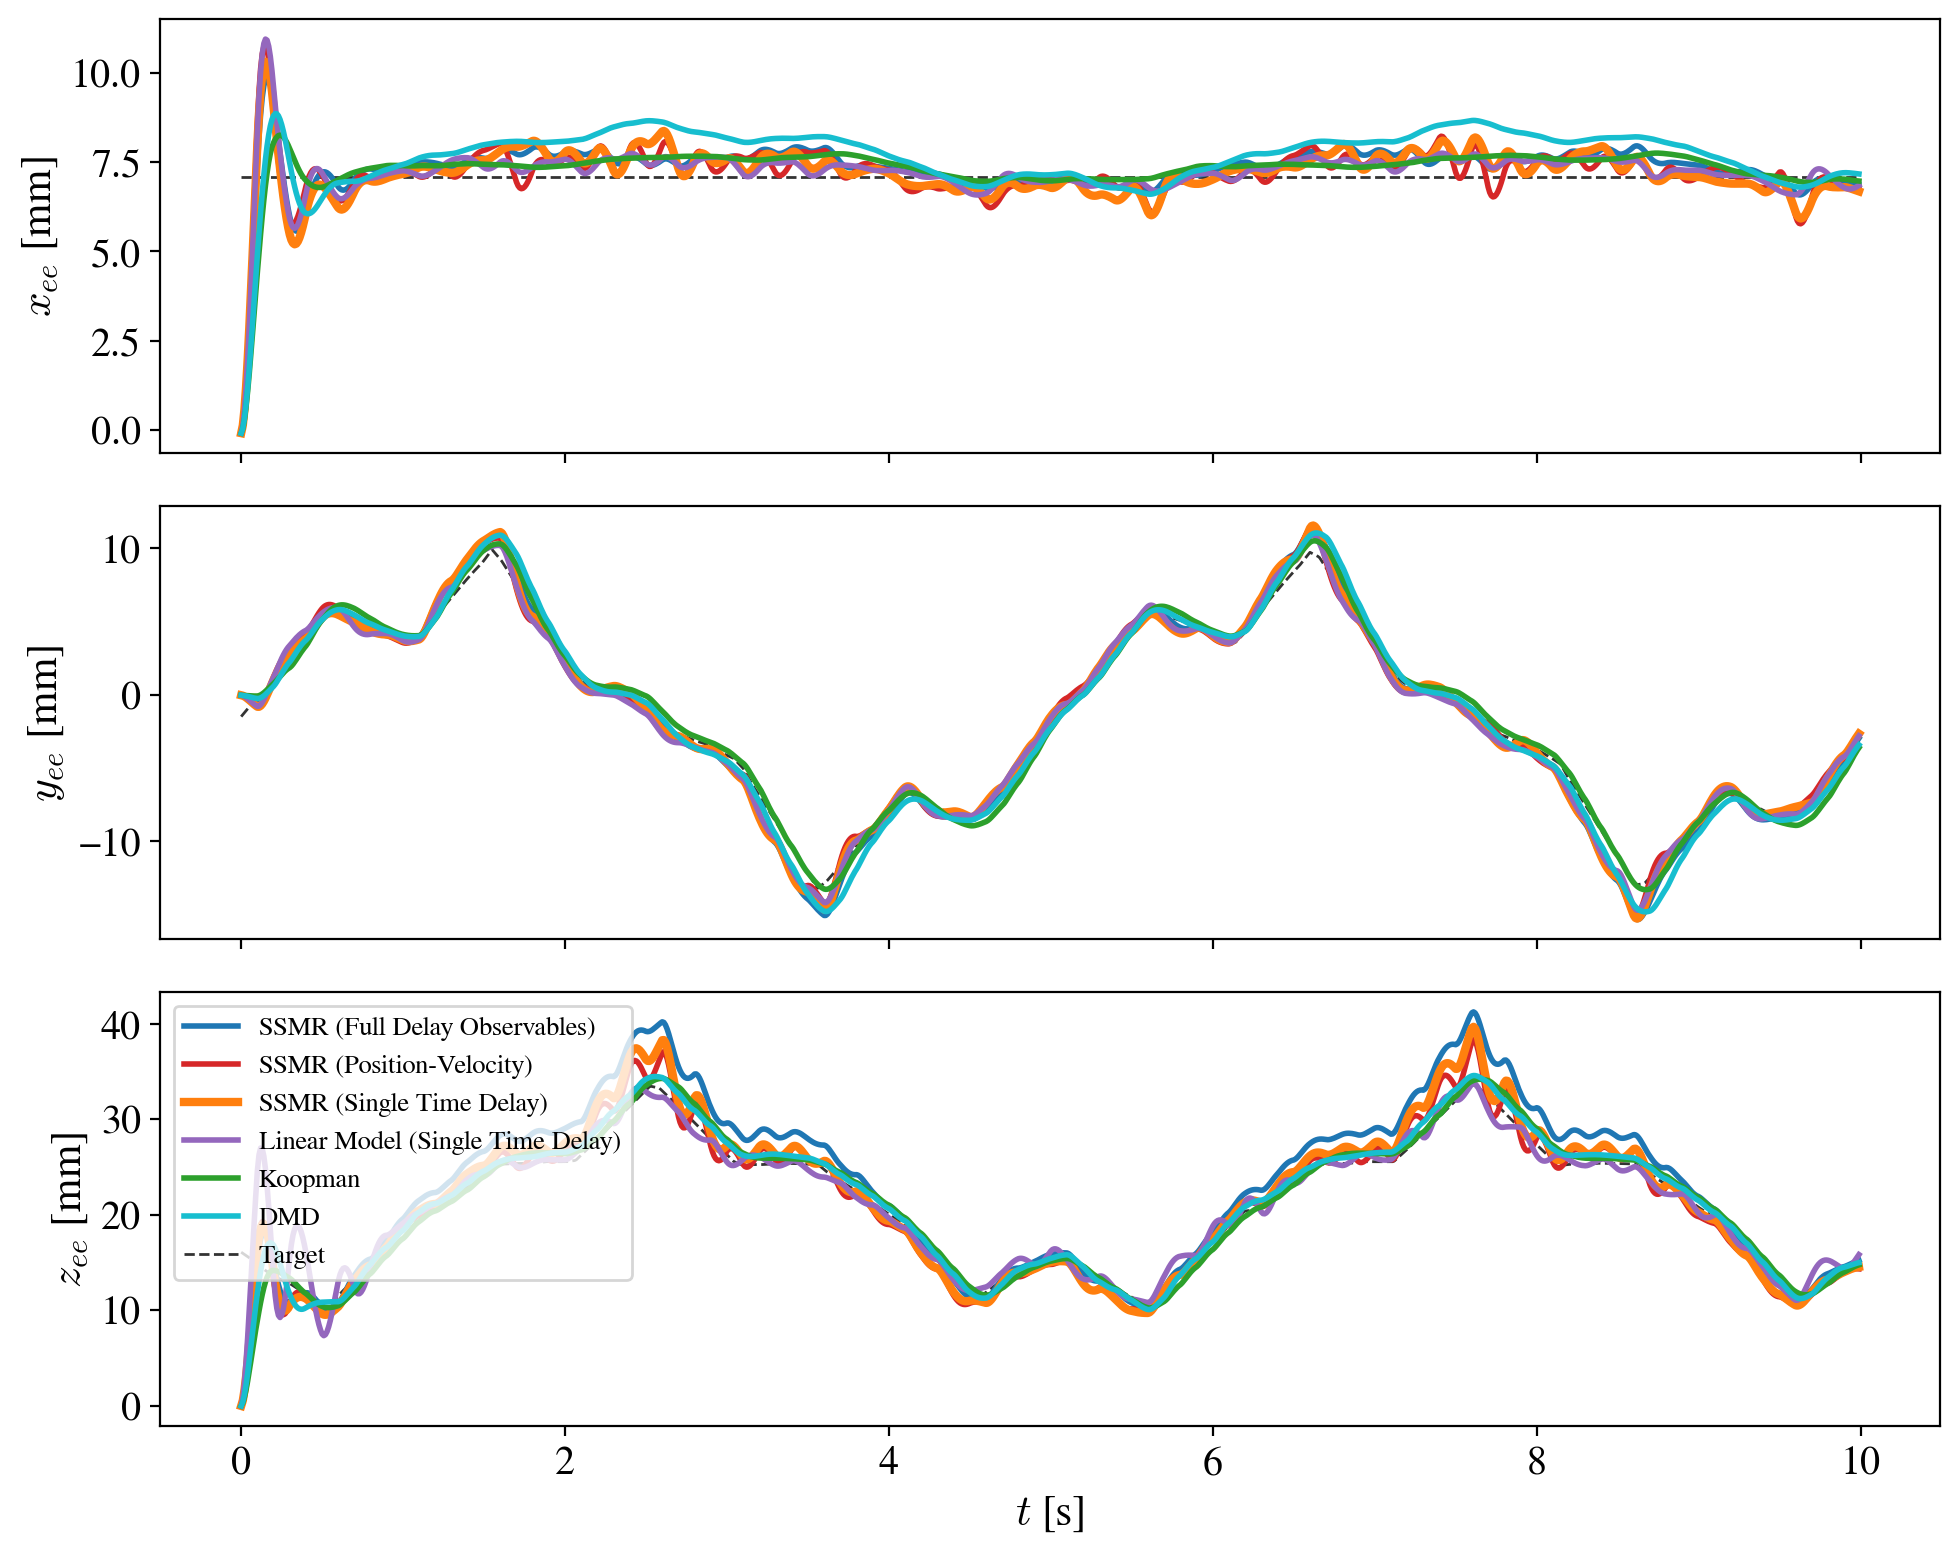 10.0
7.5
5.0
2.5
0.0
x_ee [mm]
10
0
−10
y_ee [mm]
40
30
20
10
0
z_ee [mm]
SSMR (Full Delay Observables)
SSMR (Position-Velocity)
SSMR (Single Time Delay)
Linear Model (Single Time Delay)
Koopman
DMD
Target
0 2 4 6 8 10
t [s]